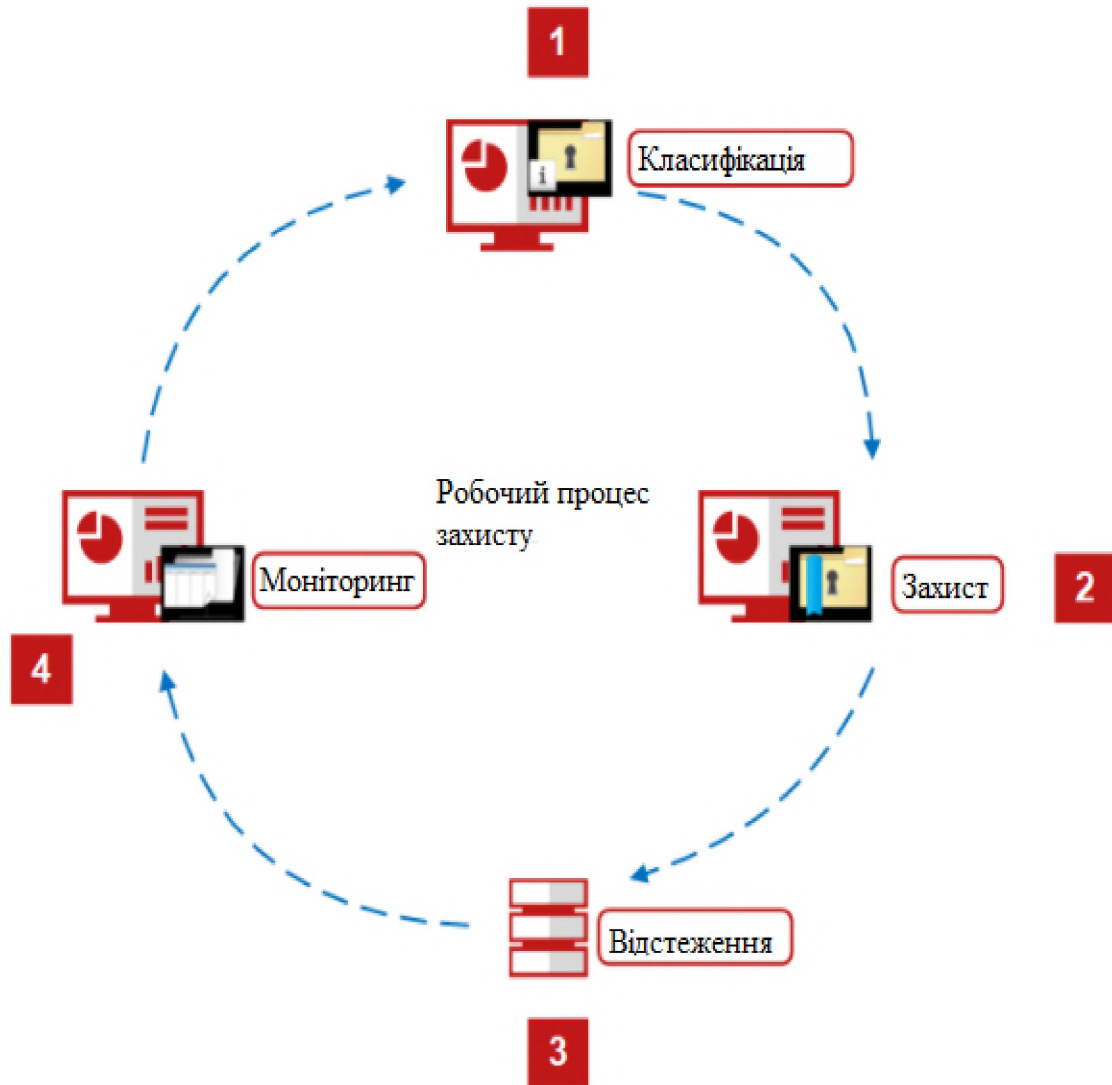 1
Класифікація
Робочий процес
захисту
Моніторинг
Захист
2
4
Відстеження
3